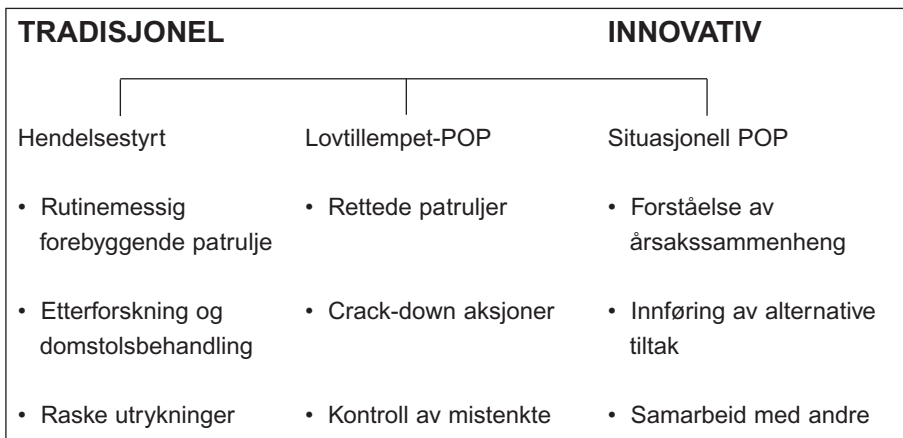 TRADISJONEL INNOVATIV
Hendelsestyrt Lovtillempet-POP Situasjonell POP
• Rutinemessig
forebyggende patrulje
• Rettede patruljer
• Forståelse av
årsakssammenheng
• Etterforskning og
domstolsbehandling
• Crack-down aksjoner
• Innføring av alternative
tiltak
• Raske utrykninger
• Kontroll av mistenkte
• Samarbeid med andre